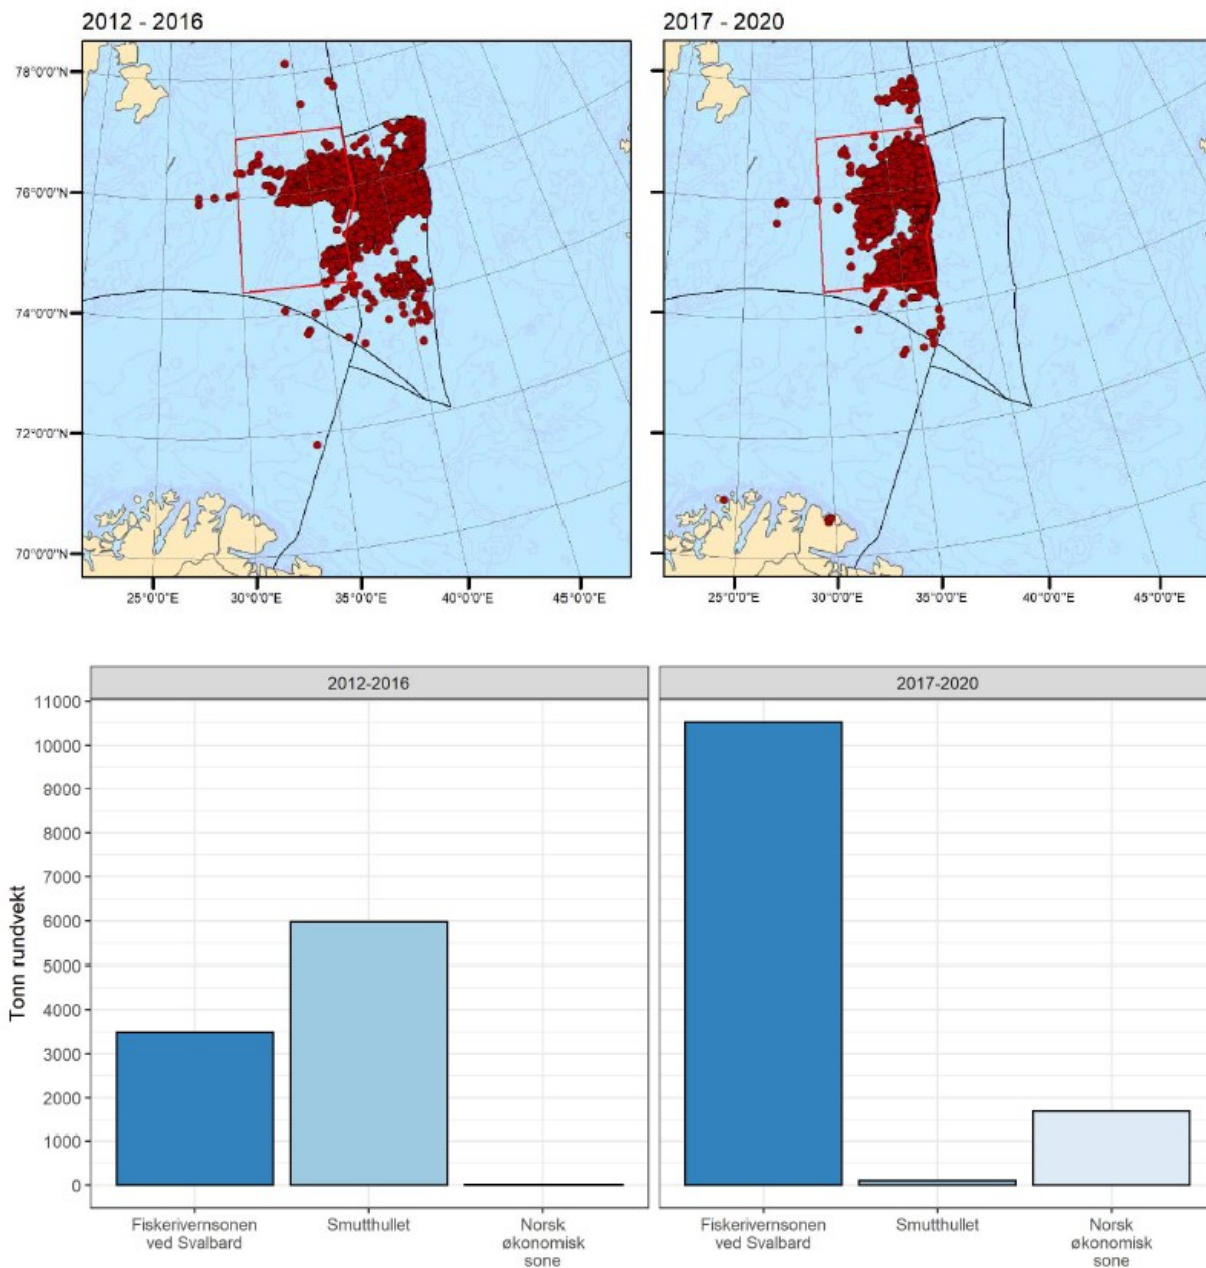 2012 - 2016
2017 - 2020
78°0'0"N
76°0'0"N
74°0'0"N
72°0'0"N
70°0'0"N
25°0'0"E
30°0'0"E
35°0'0"E
40°0'0"E
45°0'0"E
25°0'0"E
30°0'0"E
35°0'0"E
40°0'0"E
45°0'0"E
2012-2016
2017-2020
Tonn rundvekt
11000
10000
9000
8000
7000
6000
5000
4000
3000
2000
1000
0
Fiskerivernsonen
ved Svalbard
Smutthullet
Norsk
økonomisk
sone
Fiskerivernsonen
ved Svalbard
Smutthullet
Norsk
økonomisk
sone